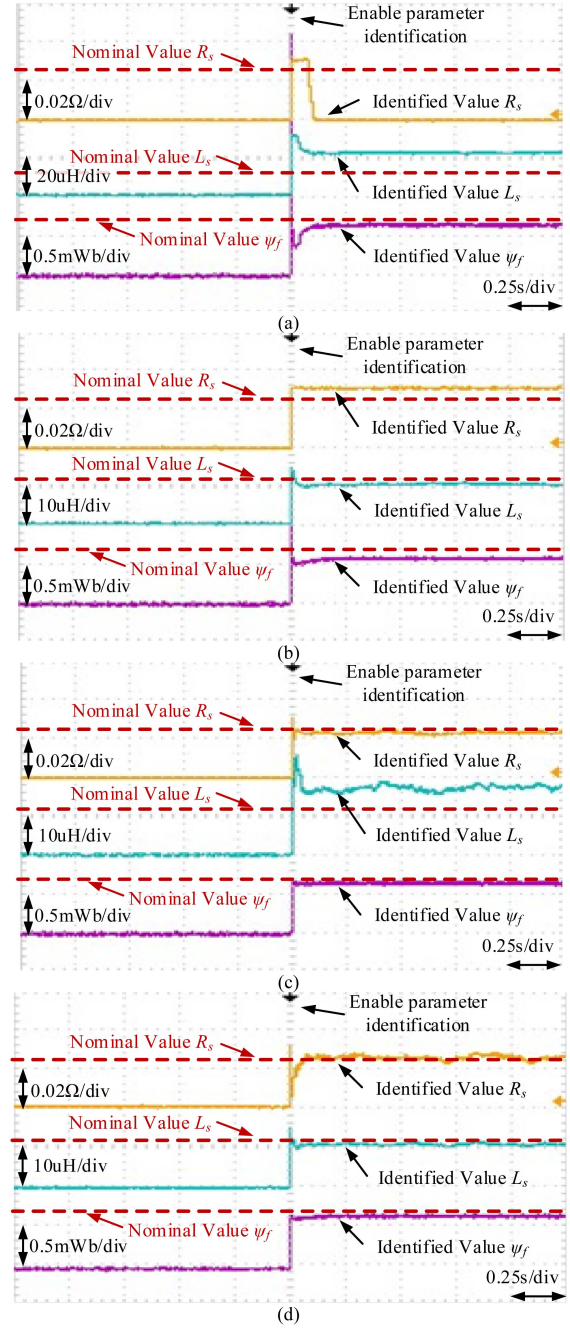 Enable parameter
identification
Nominal Value Rs
0.02Ω/div
Identified Value Rs
Nominal Value Ls
20uH/div
Identified Value Ls
Nominal Value ψf
0.5mWb/div
Identified Value ψf
0.25s/div
(a)
Enable parameter
identification
Nominal Value Rs
0.02Ω/div
Identified Value Rs
Nominal Value Ls
10uH/div
Identified Value Ls
Nominal Value ψf
0.5mWb/div
Identified Value ψf
0.25s/div
(b)
Enable parameter
identification
Nominal Value Rs
0.02Ω/div
Identified Value Rs
Nominal Value Ls
10uH/div
Identified Value Ls
Nominal Value ψf
0.5mWb/div
Identified Value ψf
0.25s/div
(c)
Enable parameter
identification
Nominal Value Rs
0.02Ω/div
Identified Value Rs
Nominal Value Ls
10uH/div
Identified Value Ls
Nominal Value ψf
0.5mWb/div
Identified Value ψf
0.25s/div
(d)